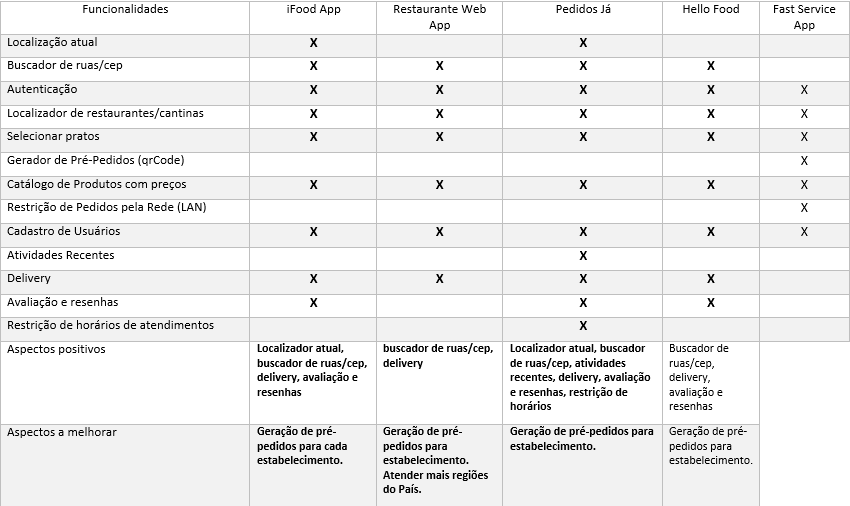 Funcionalidades iFood App Restaurante Web App Pedidos Já Hello Food Fast Service App
Localização atual X X
Buscador de ruas/cep X X X X
Autenticação X X X X X
Localizador de restaurantes/cantinas X X X X X
Selecionar pratos X X X X X
Gerador de Pré-Pedidos (qrCode) X
Catálogo de Produtos com preços X X X X X
Restrição de Pedidos pela Rede (LAN) X
Cadastro de Usuários X X X X X
Atividades Recentes X
Delivery X X X X
Avaliação e resenhas X X X
Restrição de horários de atendimentos X
Aspectos positivos
Localizador atual,
buscador de ruas/cep,
delivery, avaliação e
resenhas
buscador de ruas/cep,
delivery
Localizador atual, buscador
de ruas/cep, atividades
recentes, delivery, avaliação
e resenhas, restrição de
horários
Buscador de
ruas/cep,
delivery,
avaliação e
resenhas
Aspectos a melhorar
Geração de pré-
pedidos para cada
estabelecimento.
Geração de pré-
pedidos para
estabelecimento.
Atender mais regiões
do País.
Geração de pré-pedidos para
estabelecimento.
Geração de pré-
pedidos para
estabelecimento.